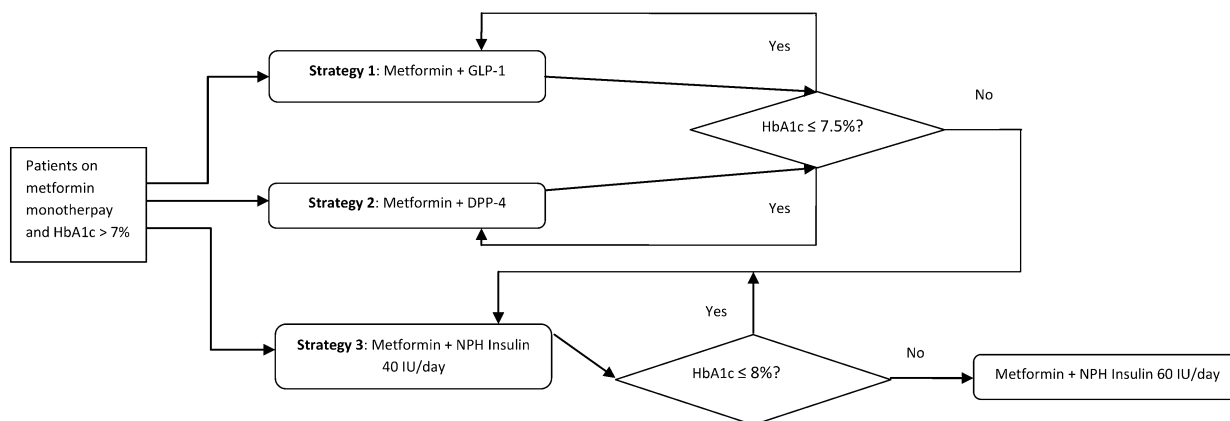 Yes
Strategy 1: Metformin + GLP-1
No
HbA1c ≤ 7.5%?
Patients on
metformin
monotherpay
and HbA1c > 7%
Strategy 2: Metformin + DPP-4
Yes
Yes
Strategy 3: Metformin + NPH Insulin
40 IU/day
HbA1c ≤ 8%?
No
Metformin + NPH Insulin 60 IU/day